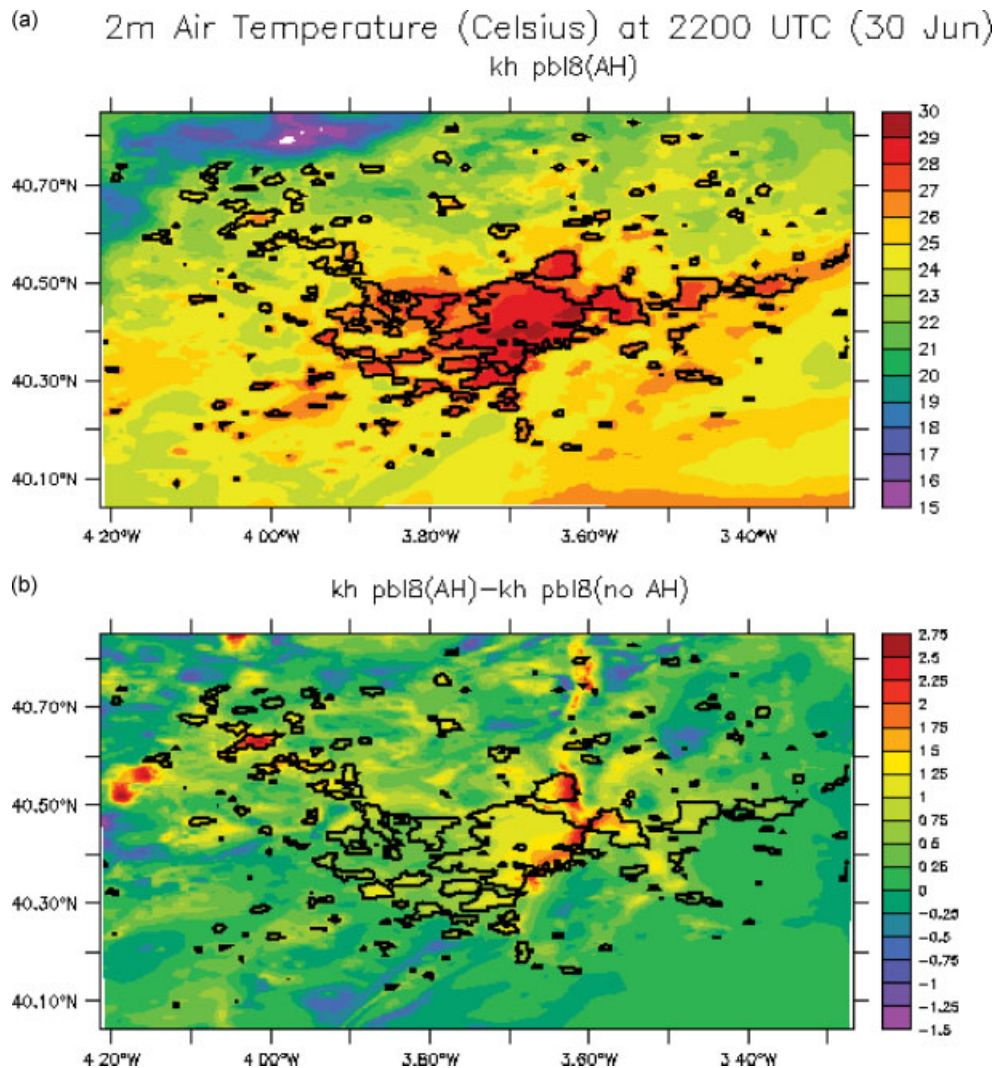 (a)
2m Air Temperature (Celsius) at 2200 UTC (30 Jun)
kh pbl8(AH)
40.70°N
40.50°N
40.30°N
40.10°N
4 20°W 4 00°W 3.80°W 3.60°W 3 40°W
30
29
28
27
26
25
24
23
22
21
20
19
18
17
16
15
(b)
kh pbl8(AH)−kh pbl8(no AH)
40.70°N
40.50°N
40.30°N
40.10°N
4 20°W 4 00°W 3.80°W 3.60°W 3 40°W
2.75
2.5
2.25
2
1.75
1.5
1.25
1
0.75
0.5
0.25
0
−0.25
−0.5
−0.75
−1
−1.25
−1.5